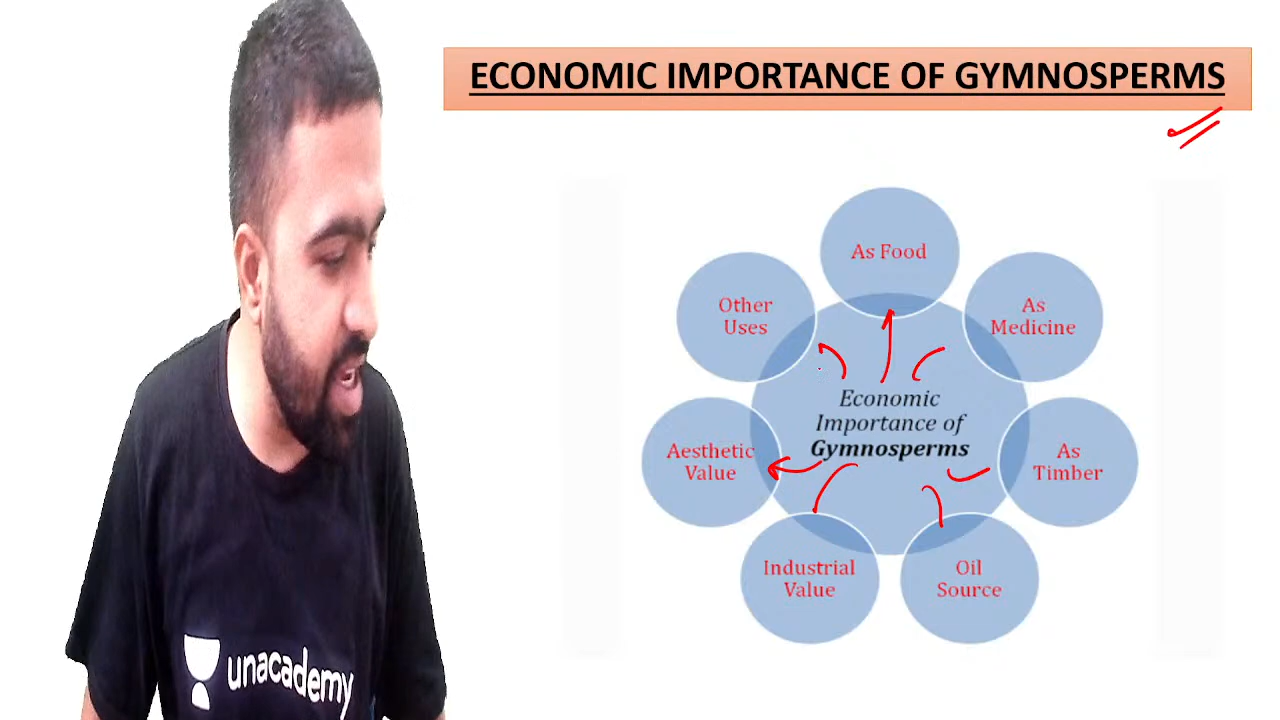 ECONOMIC IMPORTANCE OF GYMNOSPERMS
As Food
As
Medicine
As
Timber
Oil
Source
Industrial
Value
Aesthetic
Value
Other
Uses
Economic
Importance of
Gymnosperms
unacademy